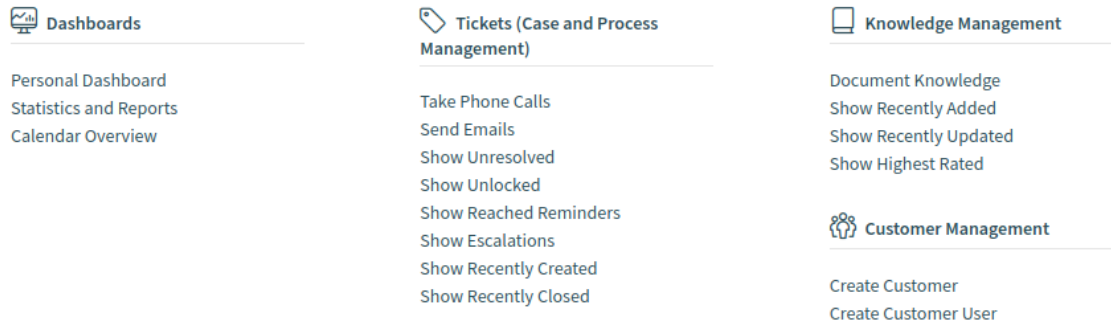 Dashboards
Personal Dashboard
Statistics and Reports
Calendar Overview
Tickets (Case and Process
Management)
Take Phone Calls
Send Emails
Show Unresolved
Show Unlocked
Show Reached Reminders
Show Escalations
Show Recently Created
Show Recently Closed
Knowledge Management
Document Knowledge
Show Recently Added
Show Recently Updated
Show Highest Rated
Customer Management
Create Customer
Create Customer User